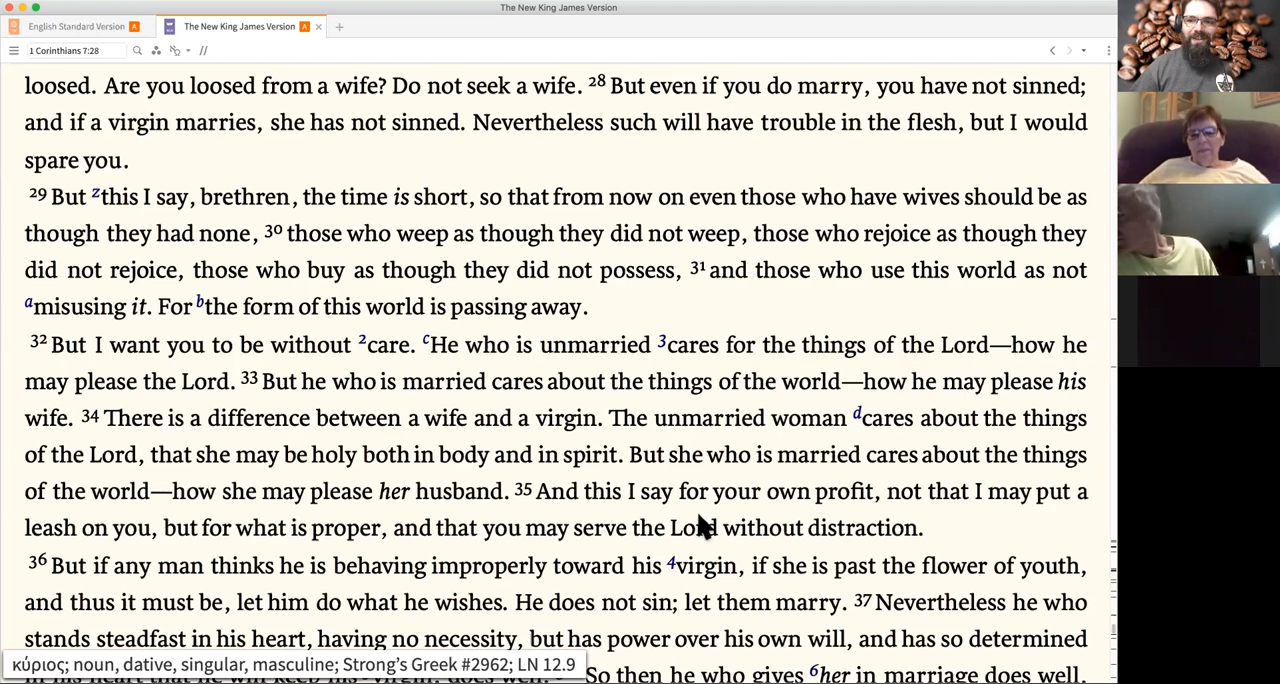 The New King James Version
English Standard Version A
The New King James Version A
1 Corinthians 7:28
loosed. Are you loosed from a wife? Do not seek a wife. 28 But even if you do marry, you have not sinned;
and if a virgin marries, she has not sinned. Nevertheless such will have trouble in the flesh, but I would
spare you.
29 But z this I say, brethren, the time is short, so that from now on even those who have wives should be as
though they had none, 30 those who weep as though they did not weep, those who rejoice as though they
did not rejoice, those who buy as though they did not possess, 31 and those who use this world as not
a misusing it. For b the form of this world is passing away.
32 But I want you to be without 2 care. c He who is unmarried 3 cares for the things of the Lord—how he
may please the Lord. 33 But he who is married cares about the things of the world—how he may please his
wife. 34 There is a difference between a wife and a virgin. The unmarried woman d cares about the things
of the Lord, that she may be holy both in body and in spirit. But she who is married cares about the things
of the world—how she may please her husband. 35 And this I say for your own profit, not that I may put a
leash on you, but for what is proper, and that you may serve the Lord without distraction.
36 But if any man thinks he is behaving improperly toward his 4 virgin, if she is past the flower of youth,
and thus it must be, let him do what he wishes. He does not sin; let them marry. 37 Nevertheless he who
stands steadfast in his heart, having no necessity, but has power over his own will, and has so determined
So then he who gives 6 her in marriage does well,
κύριος; noun, dative, singular, masculine; Strong's Greek #2962; LN 12.9